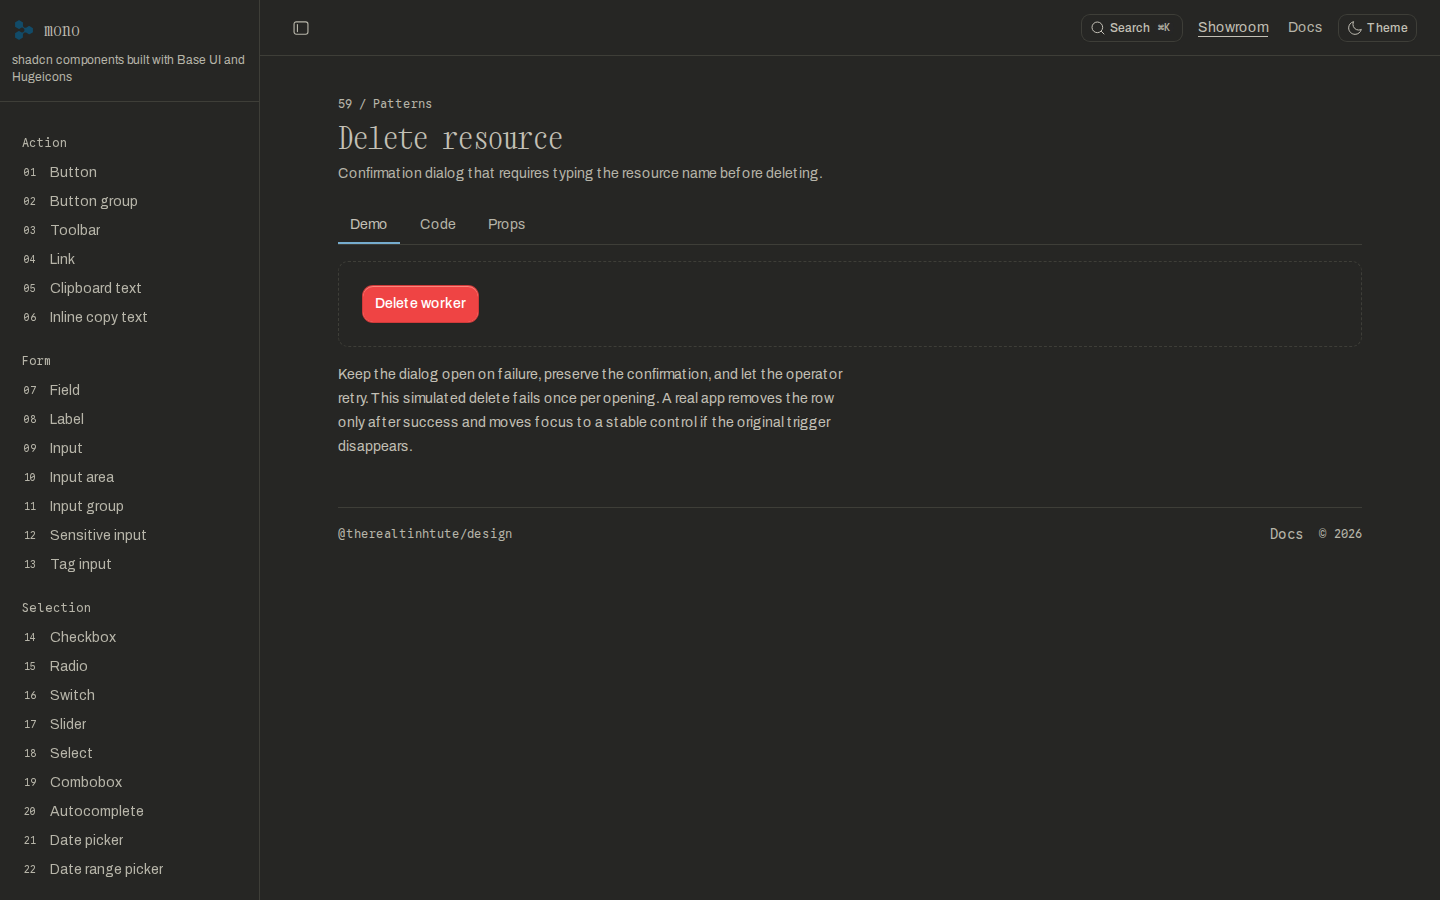 mono
shadcn components built with Base UI and
Hugeicons
Action
01 Button
02 Button group
03 Toolbar
04 Link
05 Clipboard text
06 Inline copy text
Form
07 Field
08 Label
09 Input
10 Input area
11 Input group
12 Sensitive input
13 Tag input
Selection
14 Checkbox
15 Radio
16 Switch
17 Slider
18 Select
19 Combobox
20 Autocomplete
21 Date picker
22 Date range picker
Search ⌘K Showroom Docs Theme
59 / Patterns
Delete resource
Confirmation dialog that requires typing the resource name before deleting.
Demo Code Props
Delete worker
Keep the dialog open on failure, preserve the confirmation, and let the operator
retry. This simulated delete fails once per opening. A real app removes the row
only after success and moves focus to a stable control if the original trigger
disappears.
@therealtinhtute/design Docs © 2026